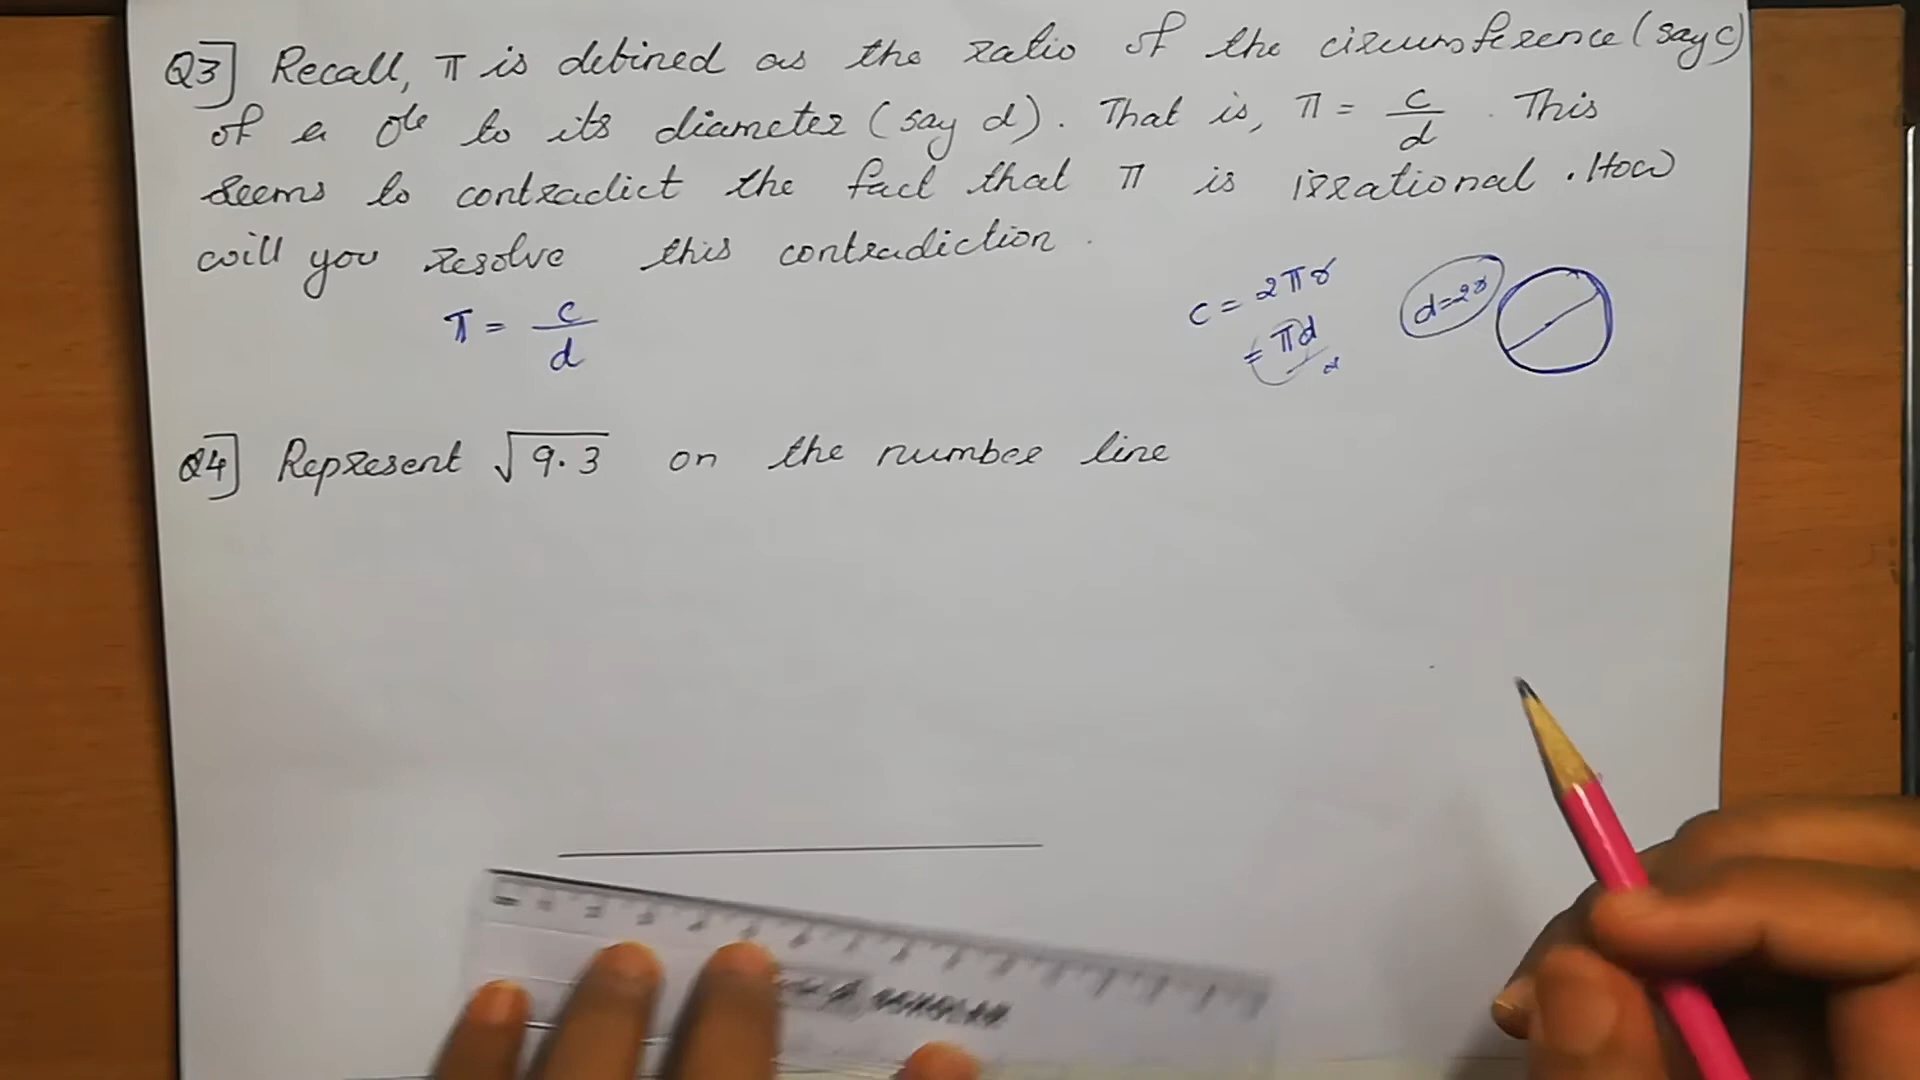 Q3] Recall, π is defined as the ratio of the circumference (say c)
of a ole to its diameter (say d). That is, π = c/d. This
seems to contradict the fact that π is irrational. How
will you resolve this contradiction.
π = c/d
c = 2πr
= πd
d=2r
Q4] Represent √9.3 on the number line